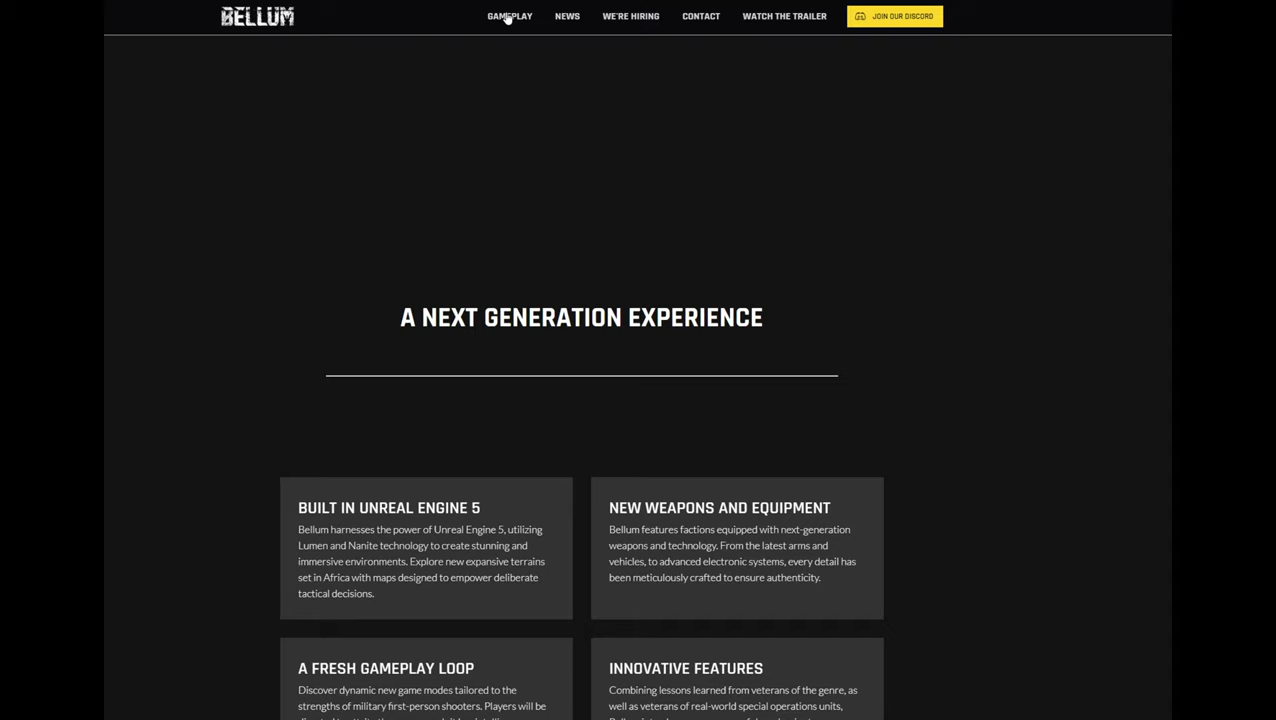 BELLUM
GAMEPLAY NEWS WE'RE HIRING CONTACT WATCH THE TRAILER JOIN OUR DISCORD
A NEXT GENERATION EXPERIENCE
BUILT IN UNREAL ENGINE 5
Bellum harnesses the power of Unreal Engine 5, utilizing
Lumen and Nanite technology to create stunning and
immersive environments. Explore new expansive terrains
set in Africa with maps designed to empower deliberate
tactical decisions.
NEW WEAPONS AND EQUIPMENT
Bellum features factions equipped with next-generation
weapons and technology. From the latest arms and
vehicles, to advanced electronic systems, every detail has
been meticulously crafted to ensure authenticity.
A FRESH GAMEPLAY LOOP
Discover dynamic new game modes tailored to the
strengths of military first-person shooters. Players will be
INNOVATIVE FEATURES
Combining lessons learned from veterans of the genre, as
well as veterans of real-world special operations units,